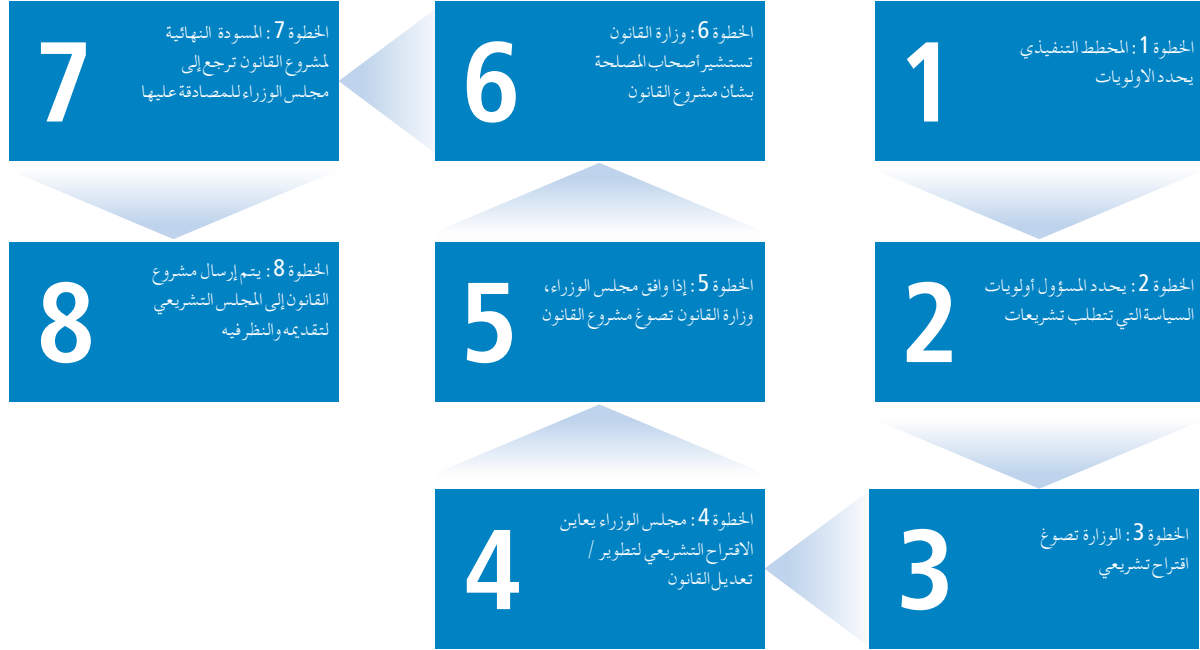 1
الخطوة 1: المخطط التنفيذي
يحدد الاولويات
2
الخطوة 2: يحدد المسؤول أولويات
السياسة التي تتطلب تشريعات
3
الخطوة 3: الوزارة تصوغ
اقتراح تشريعي
4
الخطوة 4: مجلس الوزراء يعاين
الاقتراح التشريعي لتطوير /
تعديل القانون
5
الخطوة 5: إذا وافق مجلس الوزراء،
وزارة القانون تصوغ مشروع القانون
6
الخطوة 6: وزارة القانون
تستشير أصحاب المصلحة
بشأن مشروع القانون
7
الخطوة 7: المسودة النهائية
لمشروع القانون ترجع إلى
مجلس الوزراء للمصادقة عليها
8
الخطوة 8: يتم إرسال مشروع
القانون إلى المجلس التشريعي
لتقديمه والنظر فيه